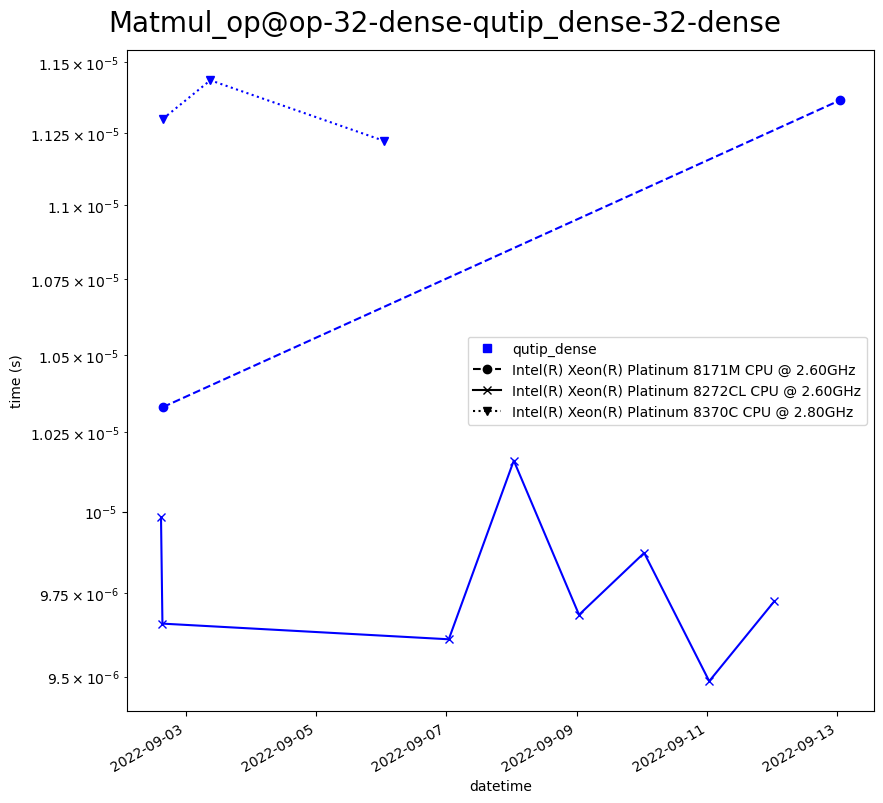 Matmul_op@op-32-dense-qutip_dense-32-dense
1.15 × 10⁻⁵
1.125 × 10⁻⁵
1.1 × 10⁻⁵
1.075 × 10⁻⁵
1.05 × 10⁻⁵
1.025 × 10⁻⁵
10⁻⁵
9.75 × 10⁻⁶
9.5 × 10⁻⁶
time (s)
qutip_dense
Intel(R) Xeon(R) Platinum 8171M CPU @ 2.60GHz
Intel(R) Xeon(R) Platinum 8272CL CPU @ 2.60GHz
Intel(R) Xeon(R) Platinum 8370C CPU @ 2.80GHz
2022-09-03
2022-09-05
2022-09-07
2022-09-09
2022-09-11
2022-09-13
datetime